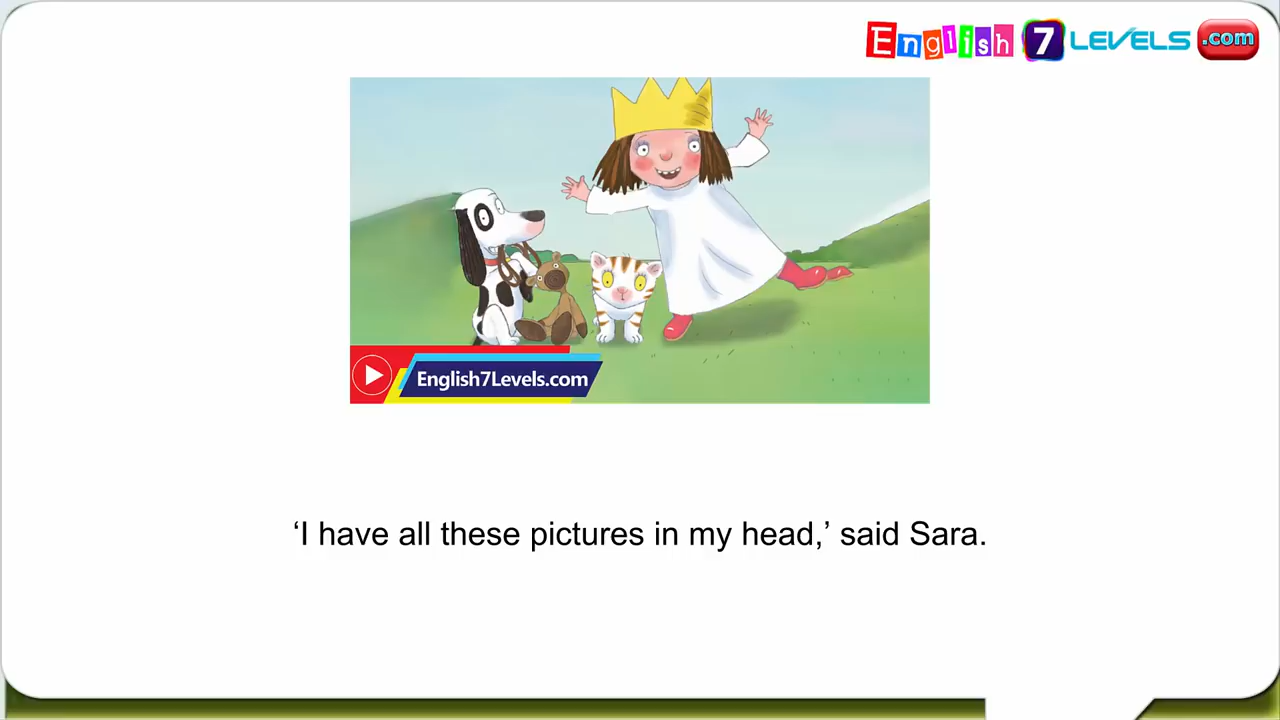 English 7 LEVELS .com
English7Levels.com
‘I have all these pictures in my head,’ said Sara.